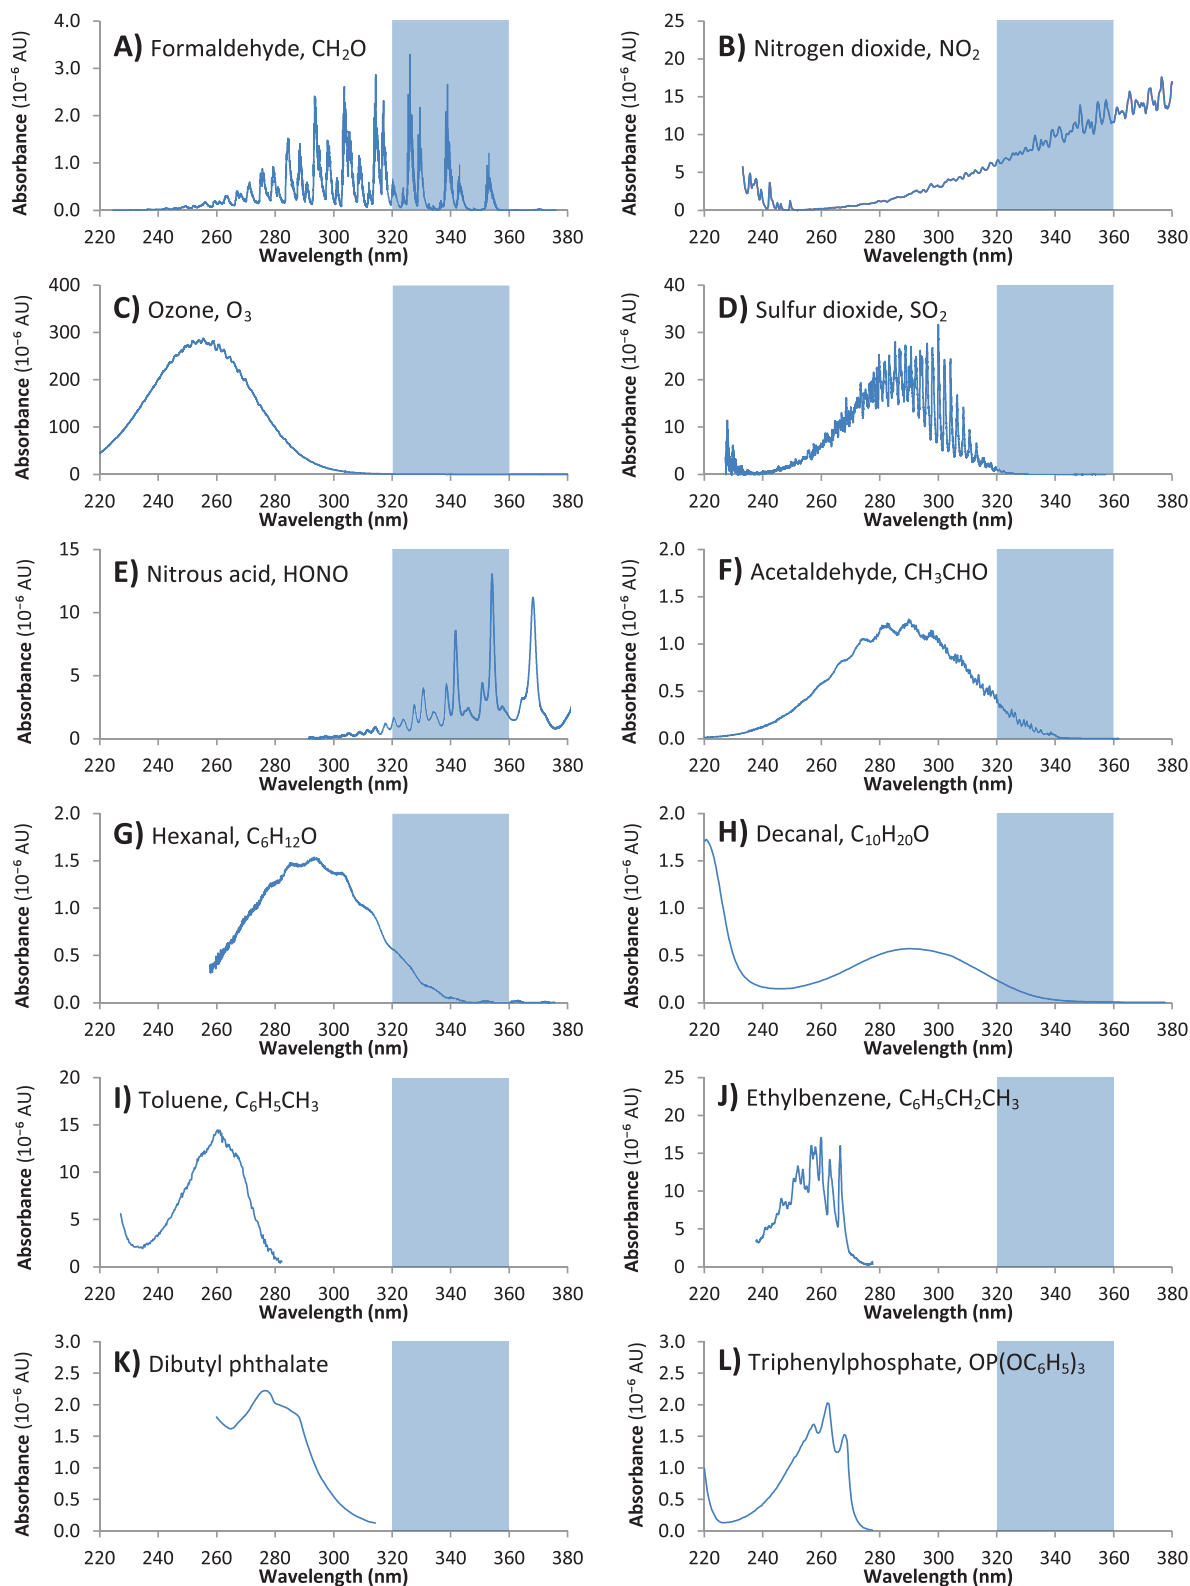 A) Formaldehyde, CH₂O
Absorbance (10⁻⁶ AU)
4.0
3.0
2.0
1.0
0.0
220 240 260 280 300 320 340 360 380
Wavelength (nm)
B) Nitrogen dioxide, NO₂
Absorbance (10⁻⁶ AU)
25
20
15
10
5
0
220 240 260 280 300 320 340 360 380
Wavelength (nm)
C) Ozone, O₃
Absorbance (10⁻⁶ AU)
400
300
200
100
0
220 240 260 280 300 320 340 360 380
Wavelength (nm)
D) Sulfur dioxide, SO₂
Absorbance (10⁻⁶ AU)
40
30
20
10
0
220 240 260 280 300 320 340 360 380
Wavelength (nm)
E) Nitrous acid, HONO
Absorbance (10⁻⁶ AU)
15
10
5
0
220 240 260 280 300 320 340 360 380
Wavelength (nm)
F) Acetaldehyde, CH₃CHO
Absorbance (10⁻⁶ AU)
2.0
1.5
1.0
0.5
0.0
220 240 260 280 300 320 340 360 380
Wavelength (nm)
G) Hexanal, C₆H₁₂O
Absorbance (10⁻⁶ AU)
2.0
1.5
1.0
0.5
0.0
220 240 260 280 300 320 340 360 380
Wavelength (nm)
H) Decanal, C₁₀H₂₀O
Absorbance (10⁻⁶ AU)
2.0
1.5
1.0
0.5
0.0
220 240 260 280 300 320 340 360 380
Wavelength (nm)
I) Toluene, C₆H₅CH₃
Absorbance (10⁻⁶ AU)
20
15
10
5
0
220 240 260 280 300 320 340 360 380
Wavelength (nm)
J) Ethylbenzene, C₆H₅CH₂CH₃
Absorbance (10⁻⁶ AU)
25
20
15
10
5
0
220 240 260 280 300 320 340 360 380
Wavelength (nm)
K) Dibutyl phthalate
Absorbance (10⁻⁶ AU)
3.0
2.5
2.0
1.5
1.0
0.5
0.0
220 240 260 280 300 320 340 360 380
Wavelength (nm)
L) Triphenylphosphate, OP(OC₆H₅)₃
Absorbance (10⁻⁶ AU)
3.0
2.5
2.0
1.5
1.0
0.5
0.0
220 240 260 280 300 320 340 360 380
Wavelength (nm)